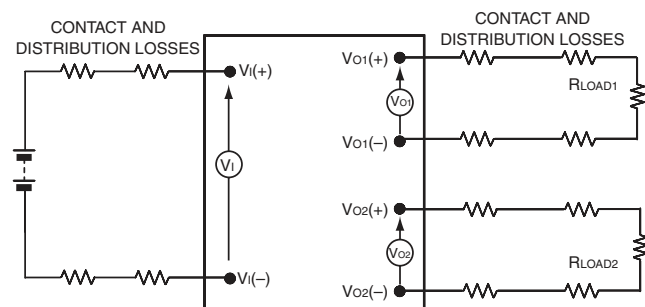 CONTACT AND
DISTRIBUTION LOSSES
CONTACT AND
DISTRIBUTION LOSSES
VI(+)
VI
VI(–)
VO1(+)
VO1
VO1(–)
RLOAD1
VO2(+)
VO2
VO2(–)
RLOAD2